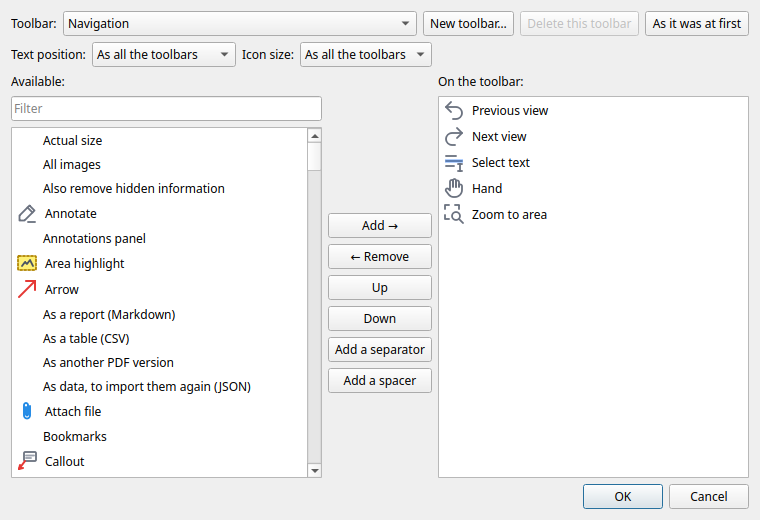 Toolbar: Navigation New toolbar... Delete this toolbar As it was at first
Text position: As all the toolbars Icon size: As all the toolbars
Available:
Filter
Actual size
All images
Also remove hidden information
Annotate
Annotations panel
Area highlight
Arrow
As a report (Markdown)
As a table (CSV)
As another PDF version
As data, to import them again (JSON)
Attach file
Bookmarks
Callout
Add →
← Remove
Up
Down
Add a separator
Add a spacer
On the toolbar:
Previous view
Next view
Select text
Hand
Zoom to area
OK Cancel